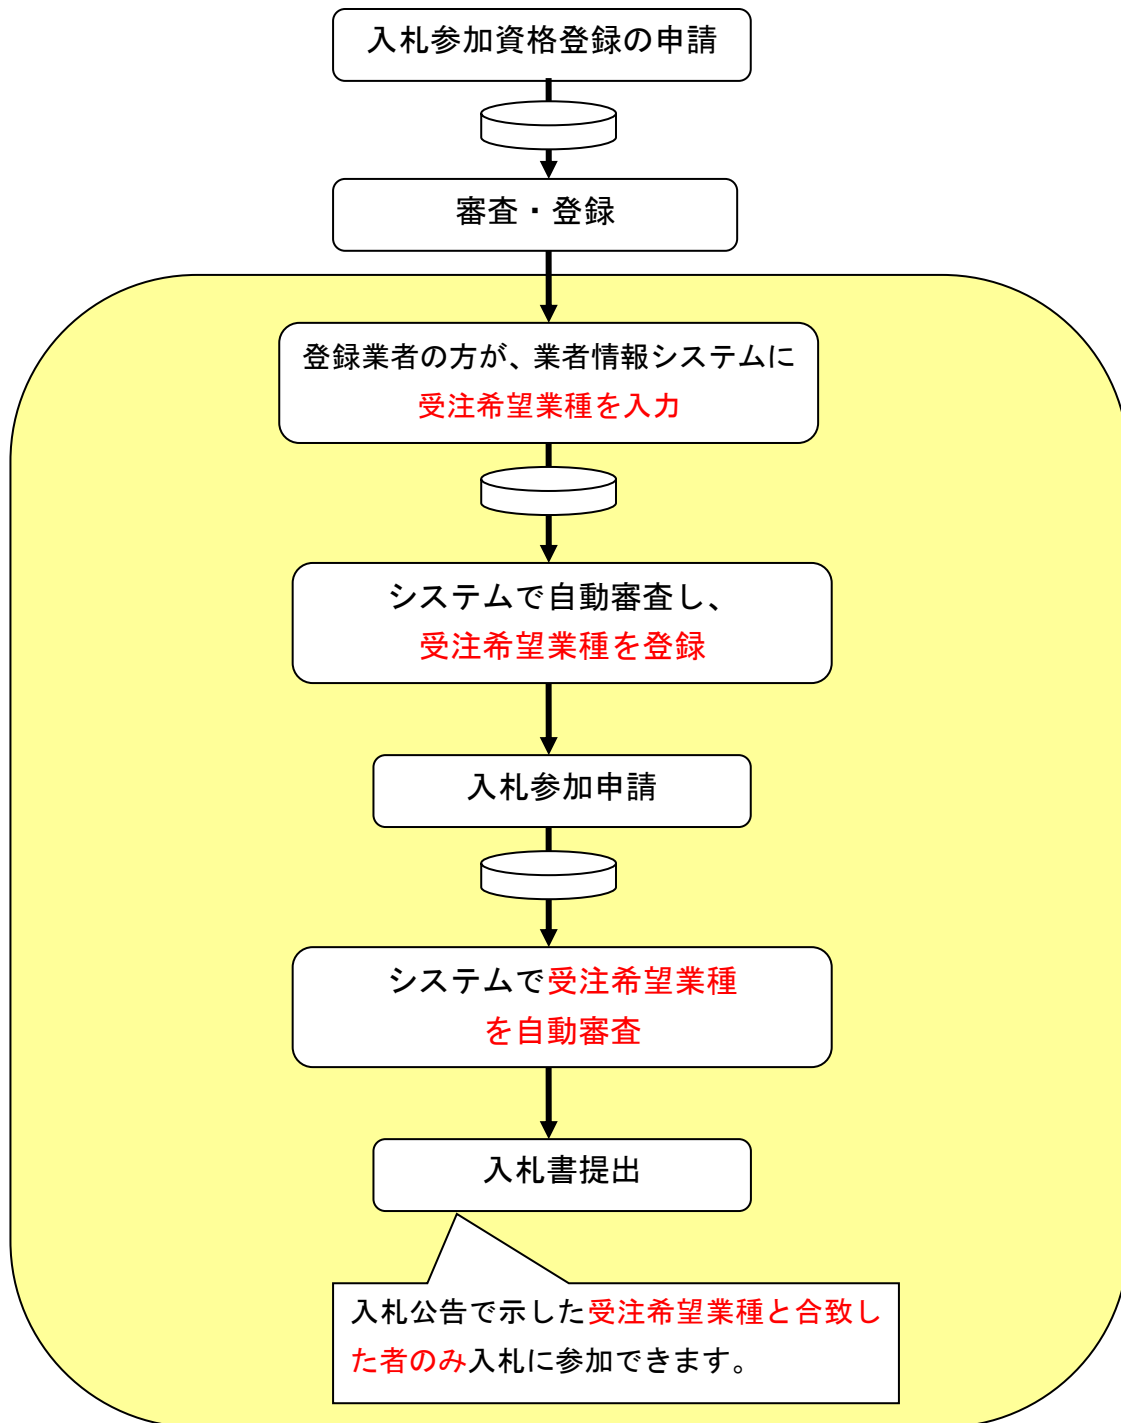 入札参加資格登録の申請
審査・登録
登録業者の方が、業者情報システムに
受注希望業種を入力
システムで自動審査し、
受注希望業種を登録
入札参加申請
システムで受注希望業種
を自動審査
入札書提出
入札公告で示した受注希望業種と合致し
た者のみ入札に参加できます。